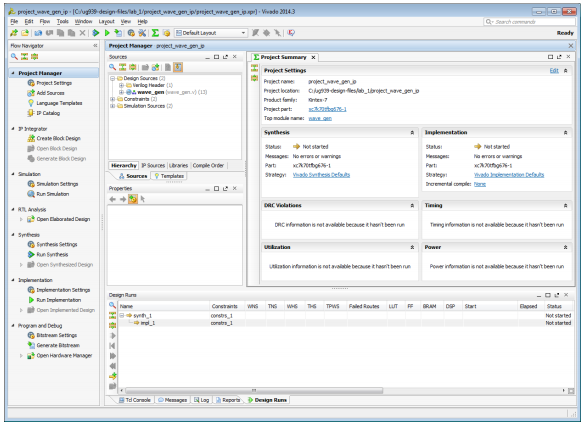 project_wave_gen_ip - [C:/ug939-design-files/lab_1/project_wave_gen_ip/project_wave_gen_ip.xpr] - Vivado 2014.3
File Edit Flow Tools Window Layout View Help
Search commands
Default Layout
Ready
Flow Navigator
Project Manager project_wave_gen_ip
Project Manager
Project Settings
Add Sources
Language Templates
IP Catalog
IP Integrator
Create Block Design
Open Block Design
Generate Block Design
Simulation
Simulation Settings
Run Simulation
RTL Analysis
Open Elaborated Design
Synthesis
Synthesis Settings
Run Synthesis
Open Synthesized Design
Implementation
Implementation Settings
Run Implementation
Open Implemented Design
Program and Debug
Bitstream Settings
Generate Bitstream
Open Hardware Manager
Sources
Design Sources (2)
Verilog Header (1)
wave_gen (wave_gen.v) (13)
Constraints (2)
Simulation Sources (2)
Hierarchy IP Sources Libraries Compile Order
Sources Templates
Properties
Project Summary
Project Settings Edit
Project name: project_wave_gen_ip
Project location: C:/ug939-design-files/lab_1/project_wave_gen_ip
Product family: Kintex-7
Project part: xc7k70tfbg676-1
Top module name: wave_gen
Synthesis
Status: Not started
Messages: No errors or warnings
Part: xc7k70tfbg676-1
Strategy: Vivado Synthesis Defaults
Implementation
Status: Not started
Messages: No errors or warnings
Part: xc7k70tfbg676-1
Strategy: Vivado Implementation Defaults
Incremental compile: None
DRC Violations
DRC information is not available because it hasn't been run
Timing
Timing information is not available because it hasn't been run
Utilization
Utilization information is not available because it hasn't been run
Power
Power information is not available because it hasn't been run
Design Runs
Name Constraints WNS TNS WHS THS TPWS Failed Routes LUT FF BRAM DSP Start Elapsed Status
synth_1 constrs_1 Not started
impl_1 constrs_1 Not started
Tcl Console Messages Log Reports Design Runs